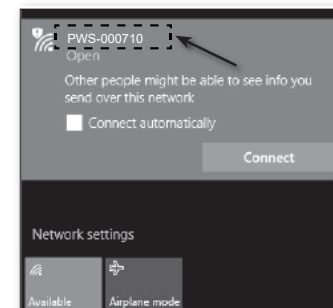 PWS-000710
Open
Other people might be able to see info you
send over this network
Connect automatically
Connect
Network settings
Available
Airplane mode